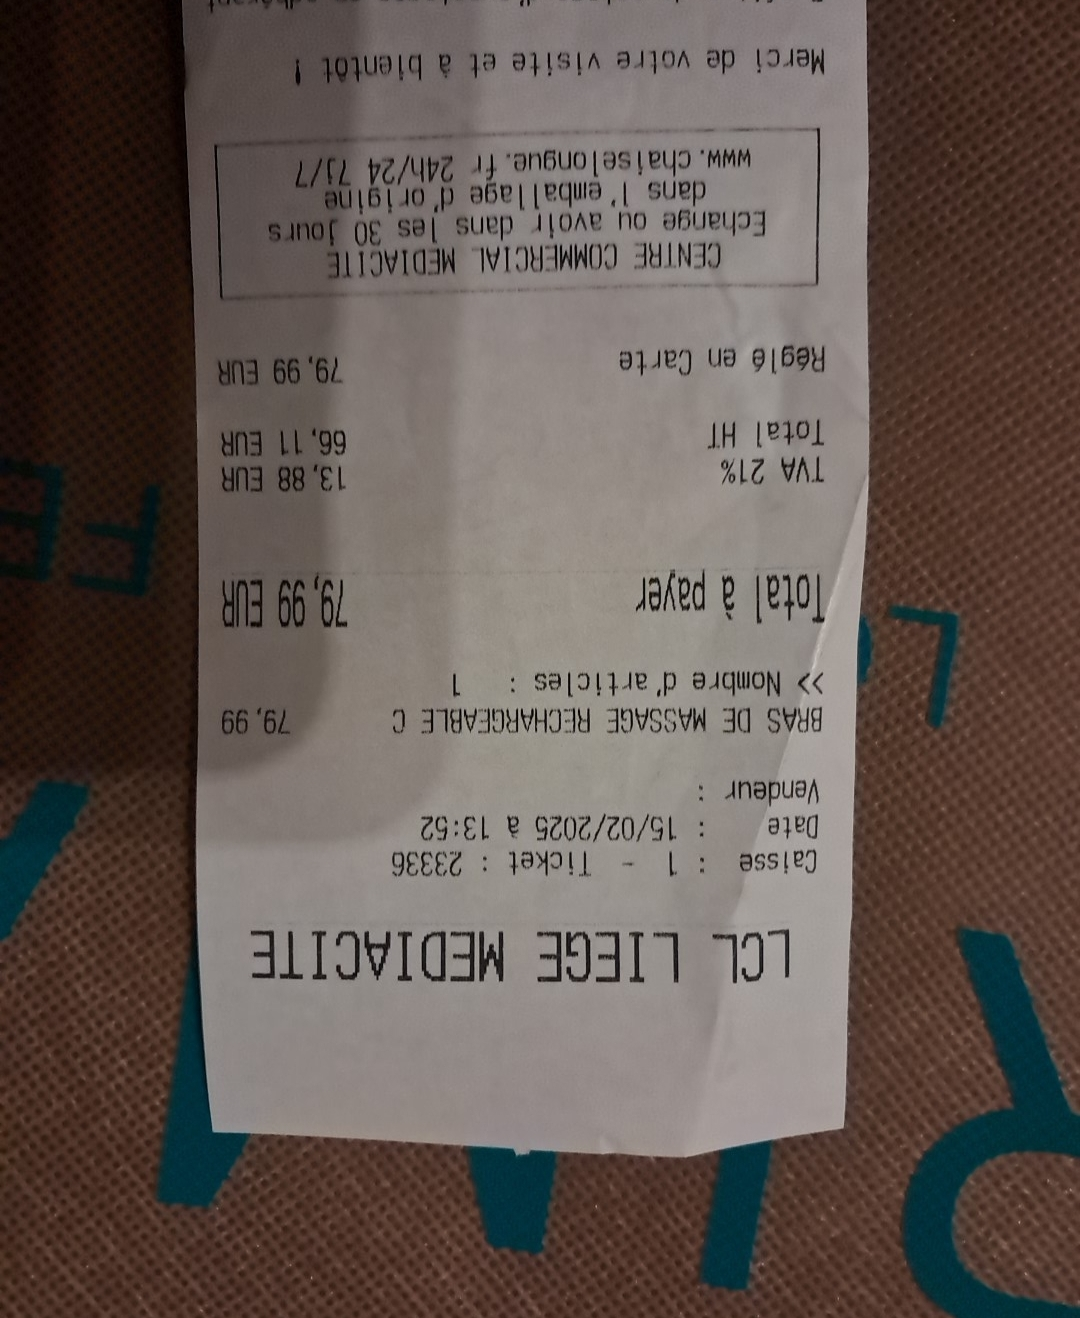 LCL LIEGE MEDIACITE
Caisse : 1 - Ticket : 23336
Date : 15/02/2025 à 13:52
Vendeur :
BRAS DE MASSAGE RECHARGEABLE C 79,99
>> Nombre d'articles : 1
Total à payer 79,99 EUR
TVA 21% 13,88 EUR
Total HT 66,11 EUR
Réglé en Carte 79,99 EUR
CENTRE COMMERCIAL MEDIACITE
Echange ou avoir dans les 30 jours
dans l'emballage d'origine
www.chaiselongue.fr 24h/24 7j/7
Merci de votre visite et à bientôt !